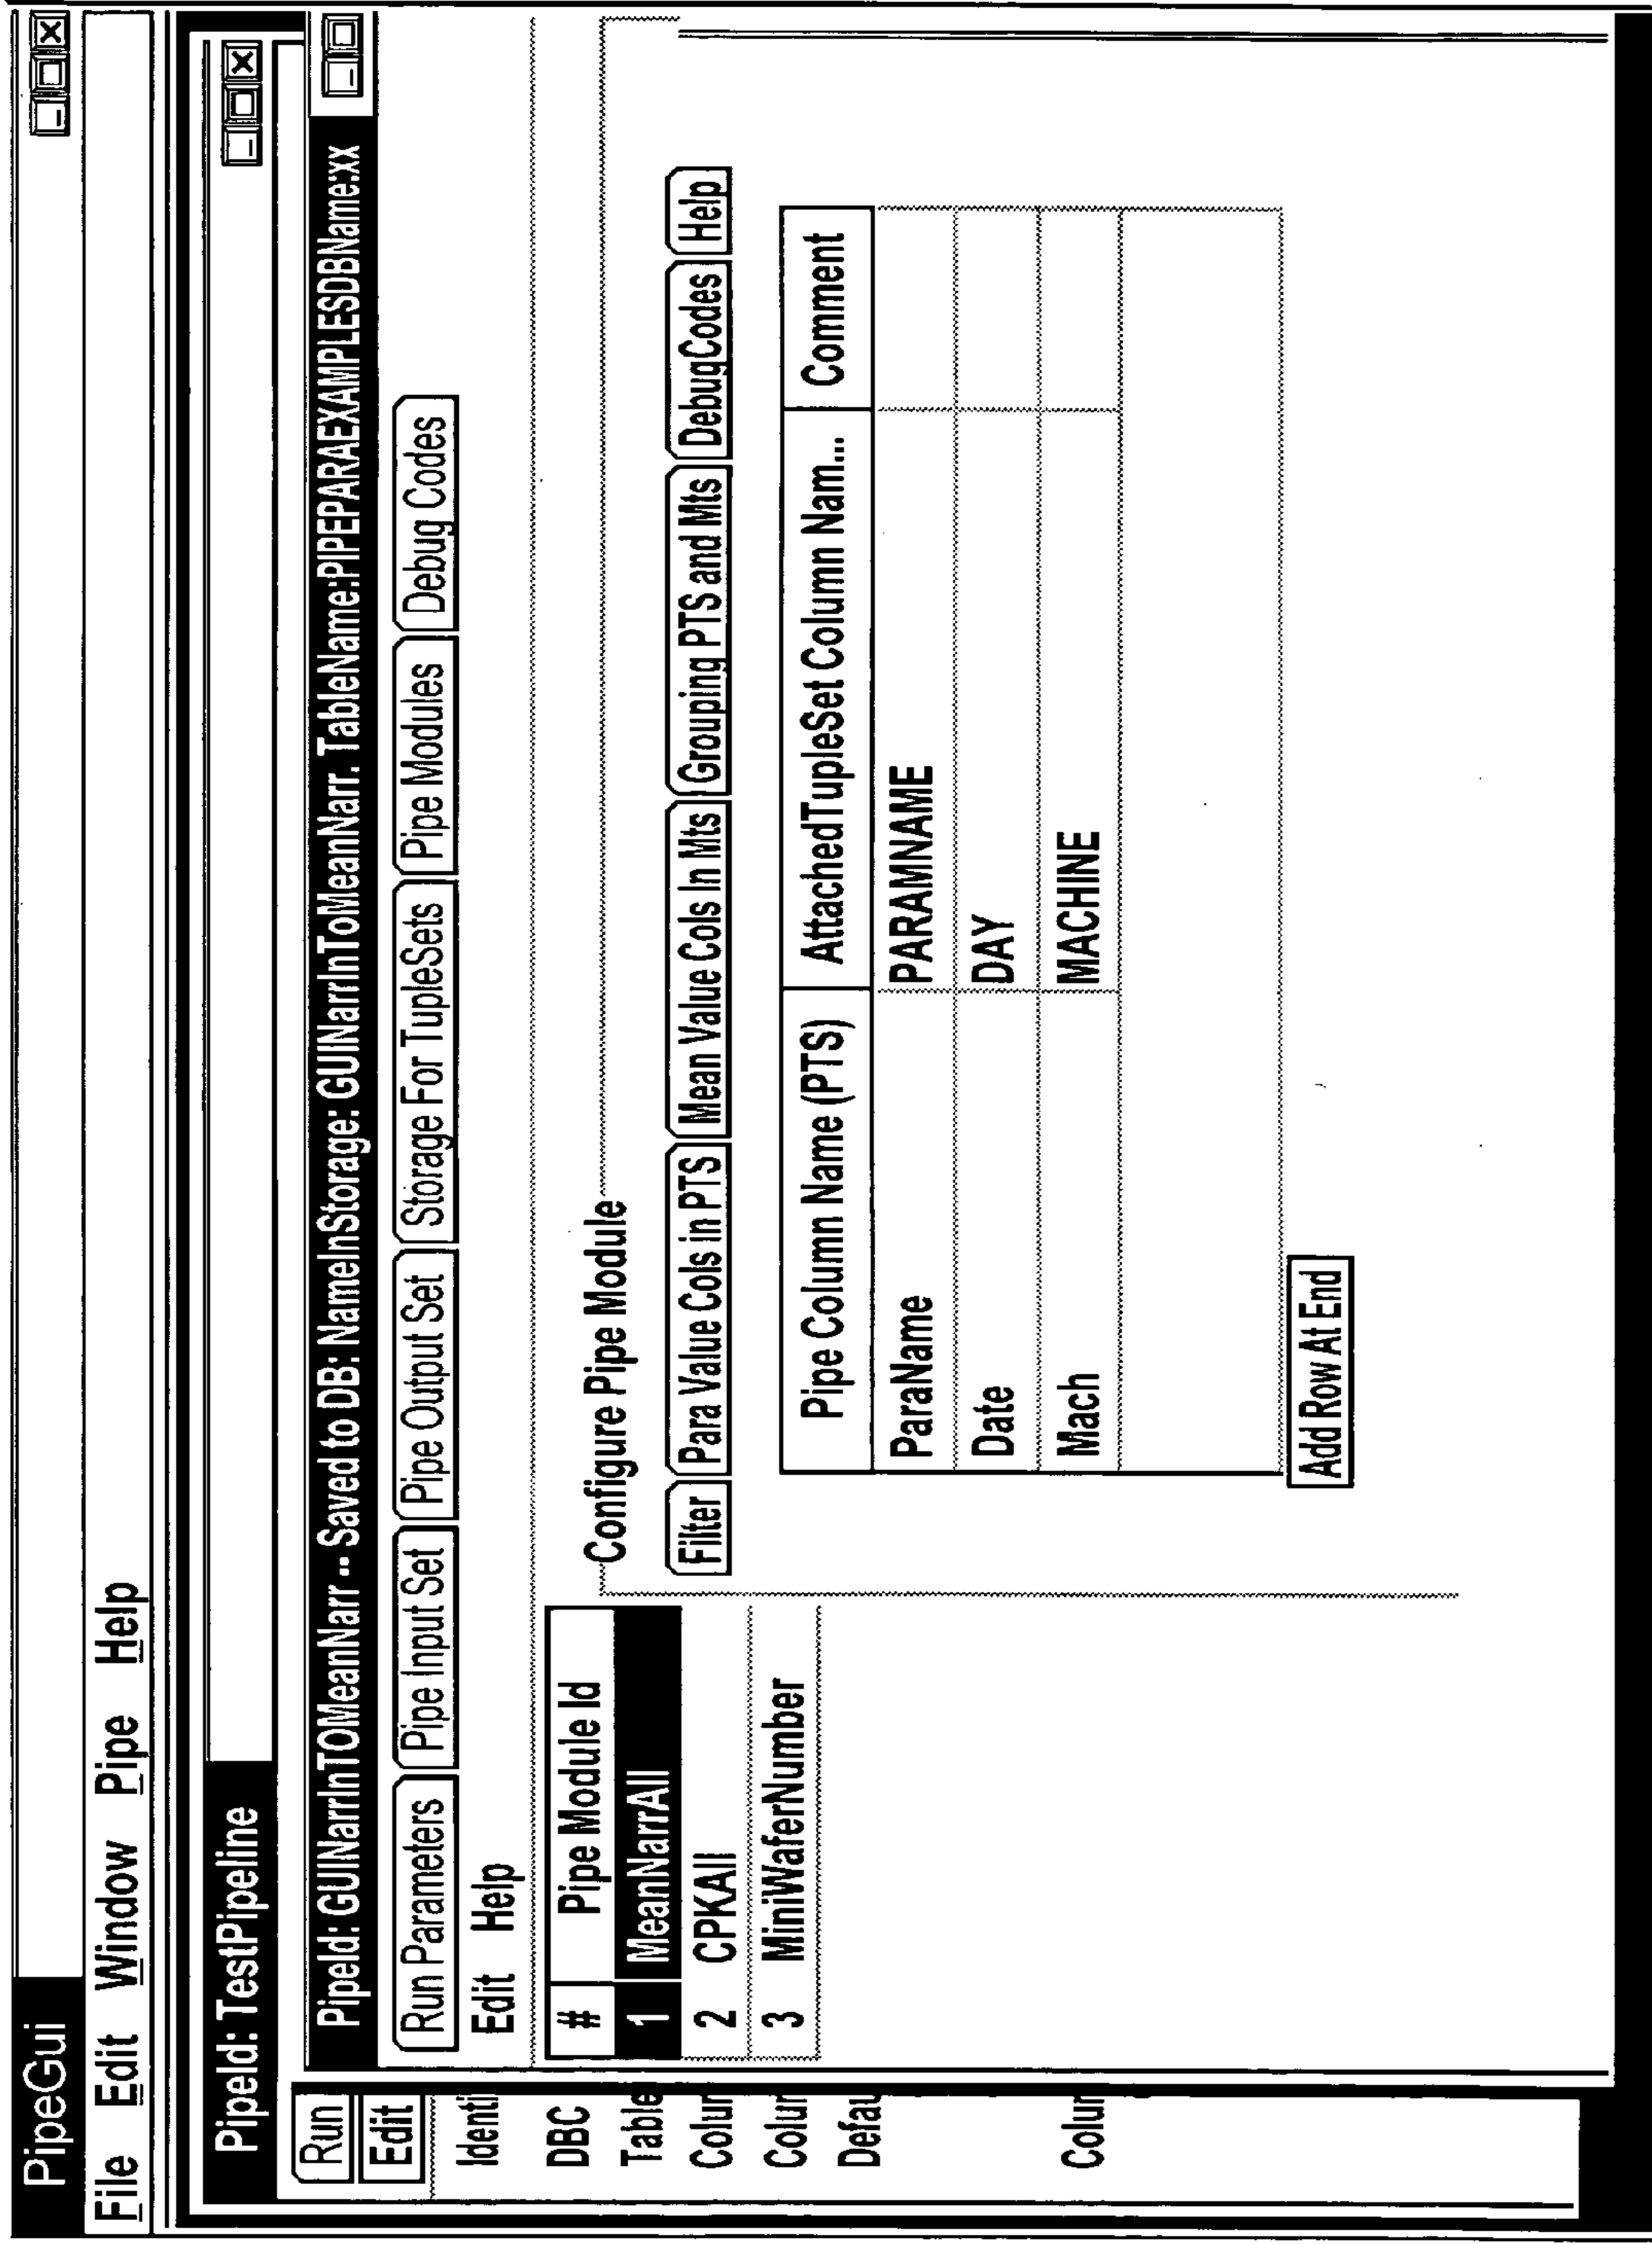 PipeGui
File Edit Window Pipe Help
PipeId: TestPipeline
PipeId: GUINarrInTOMeanNarr -- Saved to DB: NameInStorage: GUINarrInToMeanNarr. TableName:PIPEPARAEXAMPLESDBName:xx
Run
Edit
Identi
DBC
Table
Colur
Colur
Defau
Colur
Run Parameters Pipe Input Set Pipe Output Set Storage For TupleSets Pipe Modules Debug Codes
Edit Help
# Pipe Module Id
1 MeanNarrAll
2 CPKAll
3 MiniWaferNumber
Configure Pipe Module
Filter Para Value Cols in PTS Mean Value Cols In Mts Grouping PTS and Mts DebugCodes Help
Pipe Column Name (PTS) AttachedTupleSet Column Nam... Comment
ParaName PARAMNAME
Date DAY
Mach MACHINE
Add Row At End